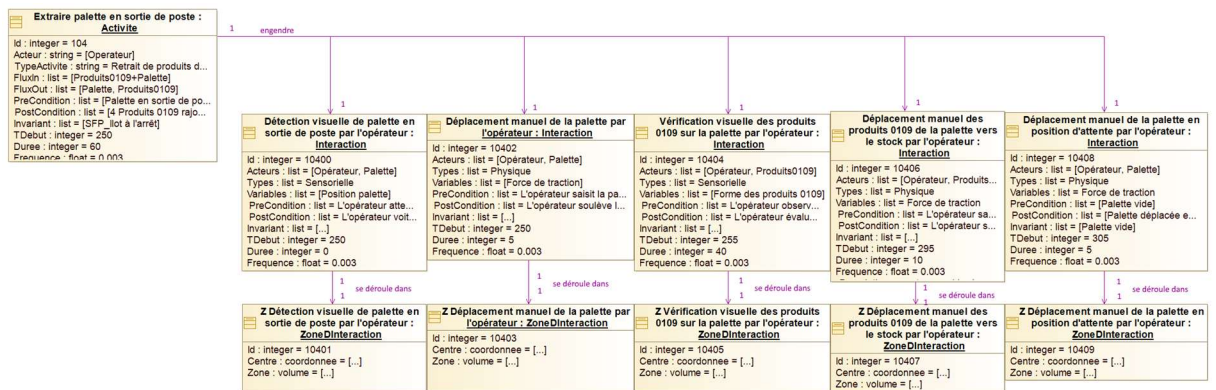 Extraire palette en sortie de poste :
Activite
Id : integer = 104
Acteur : string = [Operateur]
TypeActivite : string = Retrait de produits d...
FluxIn : list = [Produits0109+Palette]
FluxOut : list = [Palette, Produits0109]
PreCondition : list = [Palette en sortie de po...
PostCondition : list = [4 Produits 0109 rajo...
Invariant : list = [SFP_Ilot à l'arrêt]
TDebut : integer = 250
Duree : integer = 60
Frequence : float = 0.003
1
engendre
1
1
1
1
1
Détection visuelle de palette en
sortie de poste par l'opérateur :
Interaction
Id : integer = 10400
Acteurs : list = [Opérateur, Palette]
Types : list = Sensorielle
Variables : list = [Position palette]
PreCondition : list = L'opérateur atte...
PostCondition : list = L'opérateur voit...
Invariant : list = [...]
TDebut : integer = 250
Duree : integer = 0
Frequence : float = 0.003
Déplacement manuel de la palette par
l'opérateur : Interaction
Id : integer = 10402
Acteurs : list = [Opérateur, Palette]
Types : list = Physique
Variables : list = [Force de traction]
PreCondition : list = L'opérateur saisit la pa...
PostCondition : list = L'opérateur soulève l...
Invariant : list = [...]
TDebut : integer = 250
Duree : integer = 5
Frequence : float = 0.003
Vérification visuelle des produits
0109 sur la palette par l'opérateur :
Interaction
Id : integer = 10404
Acteurs : list = [Opérateur, Produits0109]
Types : list = Sensorielle
Variables : list = [Forme des produits 0109]
PreCondition : list = L'opérateur observ...
PostCondition : list = L'opérateur évalu...
Invariant : list = [...]
TDebut : integer = 255
Duree : integer = 40
Frequence : float = 0.003
Déplacement manuel des
produits 0109 de la palette vers
le stock par l'opérateur :
Interaction
Id : integer = 10406
Acteurs : list = [Opérateur, Produits...
Types : list = Physique
Variables : list = Force de traction
PreCondition : list = L'opérateur sa...
PostCondition : list = L'opérateur s...
Invariant : list = [...]
TDebut : integer = 295
Duree : integer = 10
Frequence : float = 0.003
Déplacement manuel de la palette en
position d'attente par l'opérateur :
Interaction
Id : integer = 10408
Acteurs : list = [Opérateur, Palette]
Types : list = Physique
Variables : list = Force de traction
PreCondition : list = [Palette vide]
PostCondition : list = [Palette déplacée e...
Invariant : list = [Palette vide]
TDebut : integer = 305
Duree : integer = 5
Frequence : float = 0.003
1
se déroule dans
1
1
se déroule dans
1
1
se déroule dans
1
1
se déroule dans
1
1
se déroule dans
1
Z Détection visuelle de palette en
sortie de poste par l'opérateur :
ZoneDInteraction
Id : integer = 10401
Centre : coordonnee = [...]
Zone : volume = [...]
Z Déplacement manuel de la palette par
l'opérateur : ZoneDInteraction
Id : integer = 10403
Centre : coordonnee = [...]
Zone : volume = [...]
Z Vérification visuelle des produits
0109 sur la palette par l'opérateur :
ZoneDInteraction
Id : integer = 10405
Centre : coordonnee = [...]
Zone : volume = [...]
Z Déplacement manuel des
produits 0109 de la palette vers
le stock par l'opérateur :
ZoneDInteraction
Id : integer = 10407
Centre : coordonnee = [...]
Zone : volume = [...]
Z Déplacement manuel de la palette en
position d'attente par l'opérateur :
ZoneDInteraction
Id : integer = 10409
Centre : coordonnee = [...]
Zone : volume = [...]